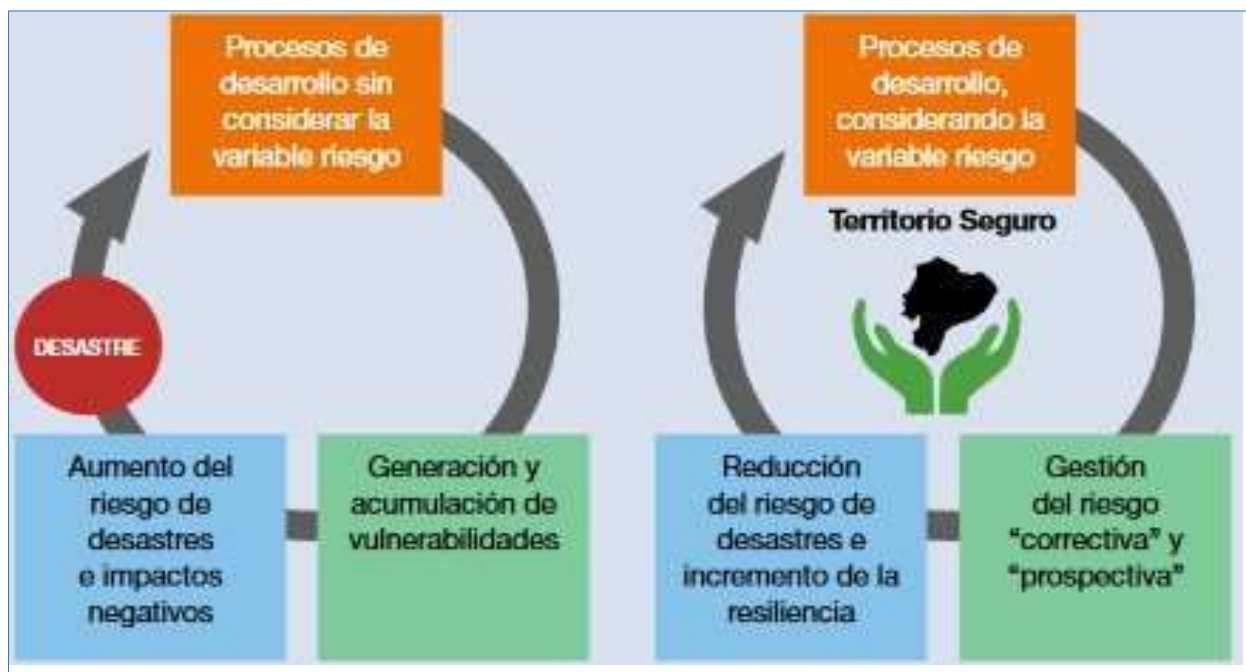 Procesos de
desarrollo sin
considerar la
variable riesgo
DESASTRE
Aumento del
riesgo de
desastres
e impactos
negativos
Generación y
acumulación de
vulnerabilidades
Procesos de
desarrollo,
considerando la
variable riesgo
Territorio Seguro
Reducción
del riesgo de
desastres e
incremento de la
resiliencia
Gestión
del riesgo
“correctiva” y
“prospectiva”